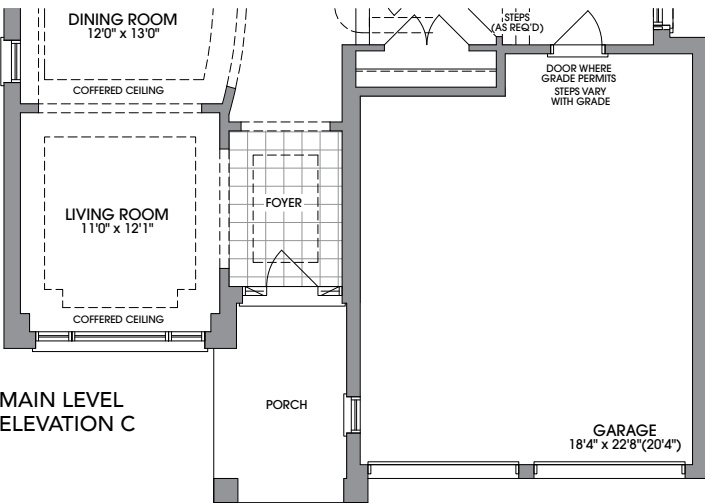 DINING ROOM
12'0" x 13'0"
COFFERED CEILING
STEPS
(AS REQ'D)
DOOR WHERE
GRADE PERMITS
STEPS VARY
WITH GRADE
LIVING ROOM
11'0" x 12'1"
COFFERED CEILING
FOYER
PORCH
MAIN LEVEL
ELEVATION C
GARAGE
18'4" x 22'8"(20'4")